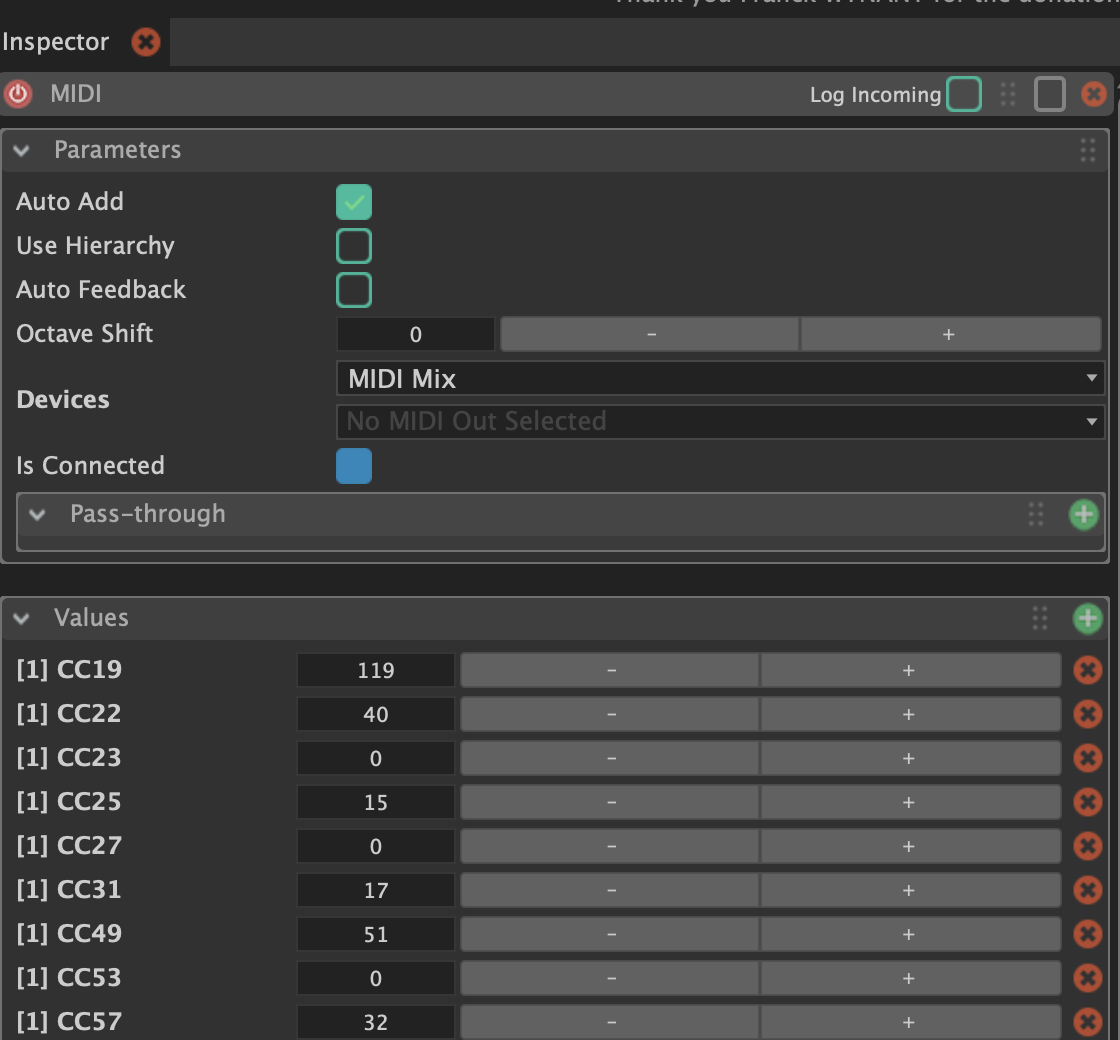 Thank you Franck WYNANT for the donation
Inspector
MIDI Log Incoming
Parameters
Auto Add
Use Hierarchy
Auto Feedback
Octave Shift 0 - +
MIDI Mix
Devices
No MIDI Out Selected
Is Connected
Pass-through
Values
[1] CC19 119 - +
[1] CC22 40 - +
[1] CC23 0 - +
[1] CC25 15 - +
[1] CC27 0 - +
[1] CC31 17 - +
[1] CC49 51 - +
[1] CC53 0 - +
[1] CC57 32 - +